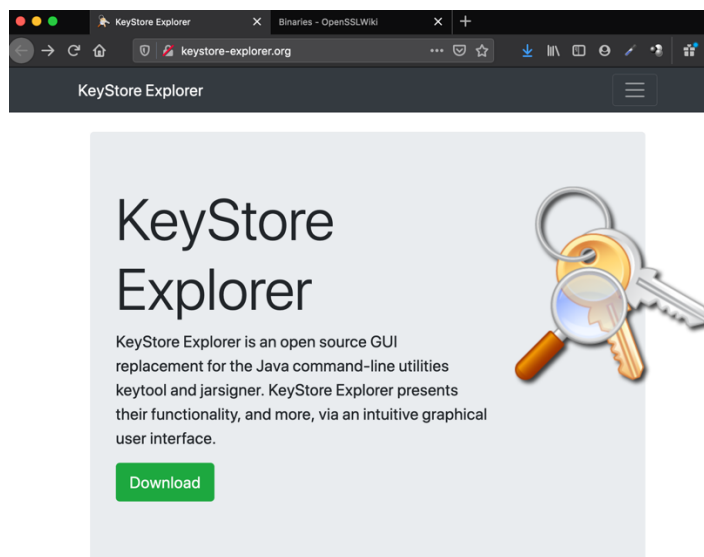 KeyStore Explorer
Binaries - OpenSSLWiki
keystore-explorer.org
KeyStore Explorer
KeyStore
Explorer
KeyStore Explorer is an open source GUI
replacement for the Java command-line utilities
keytool and jarsigner. KeyStore Explorer presents
their functionality, and more, via an intuitive graphical
user interface.
Download